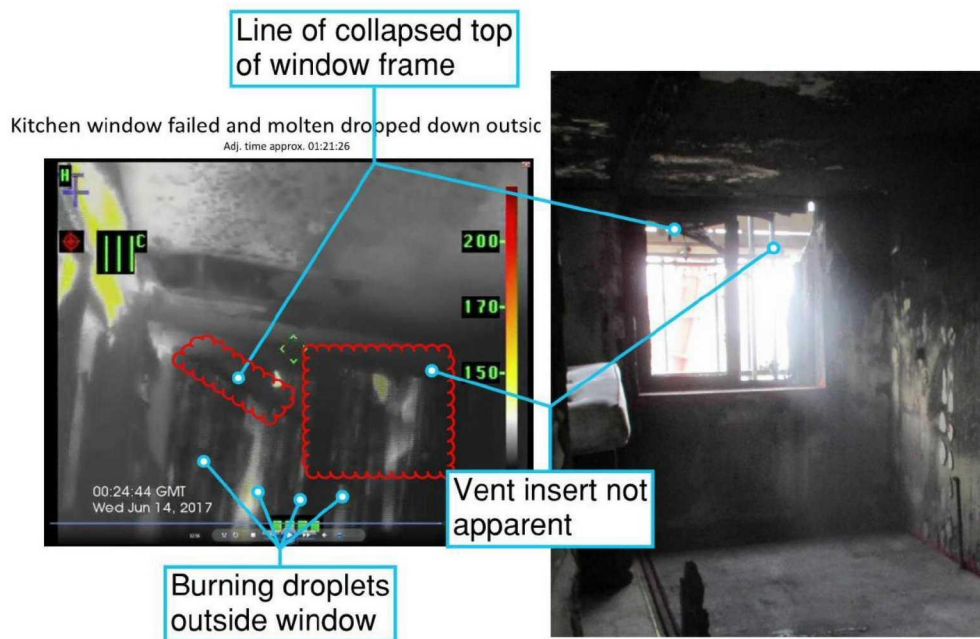 Line of collapsed top
of window frame
Kitchen window failed and molten dropped down outsic
Adj. time approx. 01:21:26
H
C
200-
170-
150-
00:24:44 GMT
Wed Jun 14, 2017
Vent insert not
apparent
Burning droplets
outside window